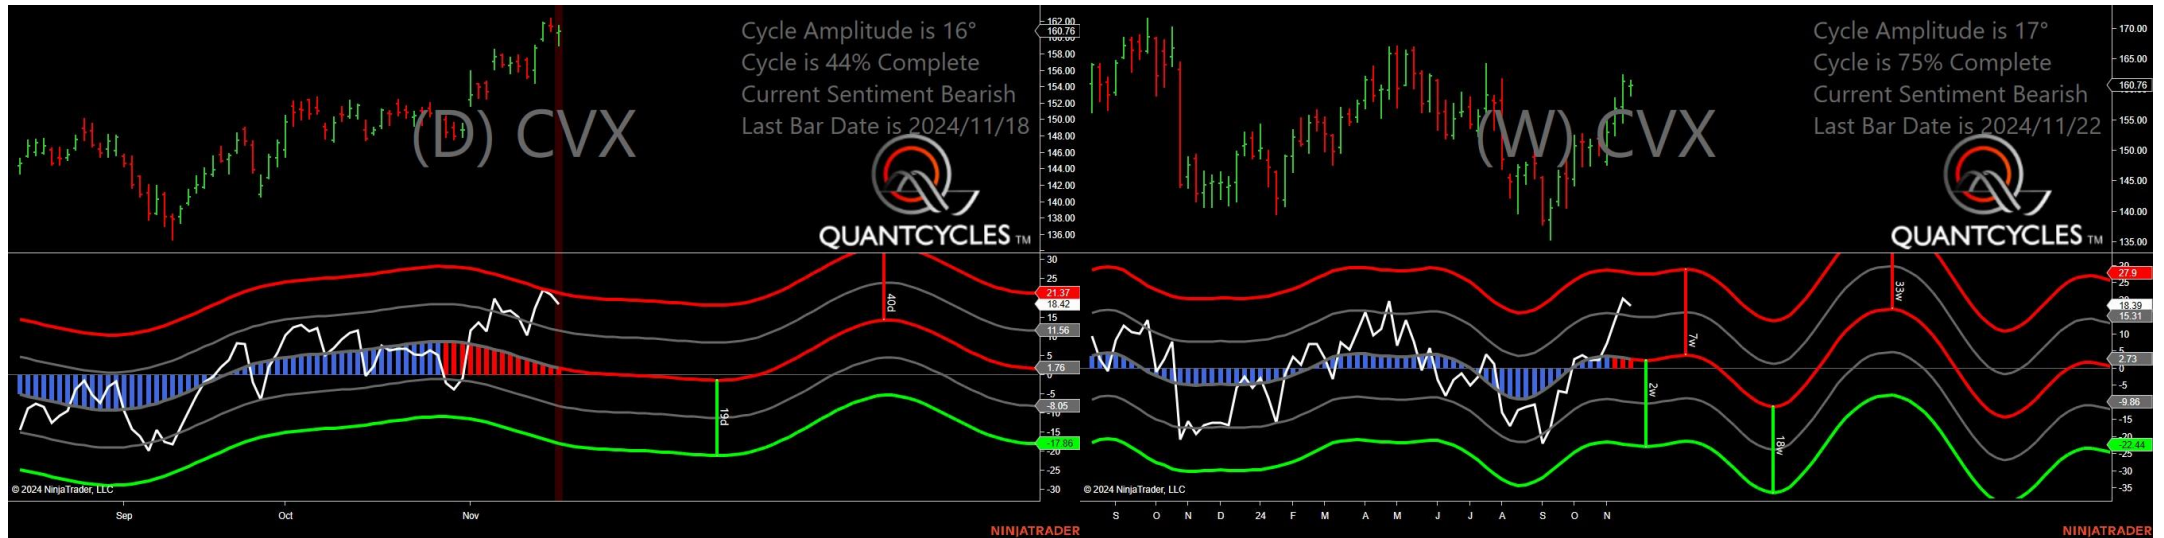 Cycle Amplitude is 16°
Cycle is 44% Complete
Current Sentiment Bearish
Last Bar Date is 2024/11/18
(D) CVX
QUANTCYCLES TM
162.00
160.76
158.00
156.00
154.00
152.00
150.00
148.00
146.00
144.00
142.00
140.00
138.00
136.00
30
25
21.37
18.42
15
11.56
5
1.76
-5
-8.05
-10
-15
-17.86
-20
-25
-30
40d
19d
© 2024 NinjaTrader, LLC
Sep Oct Nov
NINJATRADER
Cycle Amplitude is 17°
Cycle is 75% Complete
Current Sentiment Bearish
Last Bar Date is 2024/11/22
(W) CVX
QUANTCYCLES TM
170.00
165.00
160.76
155.00
150.00
145.00
140.00
135.00
30
27.9
25
18.39
15.31
10
5
2.73
0
-5
-9.86
-15
-22.44
-25
-30
-35
7w
2w
18w
33w
© 2024 NinjaTrader, LLC
S O N D 24 F M A M J J A S O N
NINJATRADER